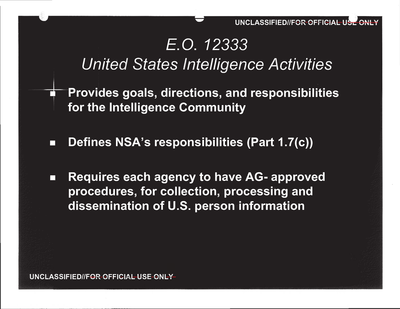 UNCLASSIFIED//FOR OFFICIAL USE ONLY
E.O. 12333
United States Intelligence Activities
Provides goals, directions, and responsibilities
for the Intelligence Community
Defines NSA's responsibilities (Part 1.7(c))
Requires each agency to have AG- approved
procedures, for collection, processing and
dissemination of U.S. person information
UNCLASSIFIED//FOR OFFICIAL USE ONLY